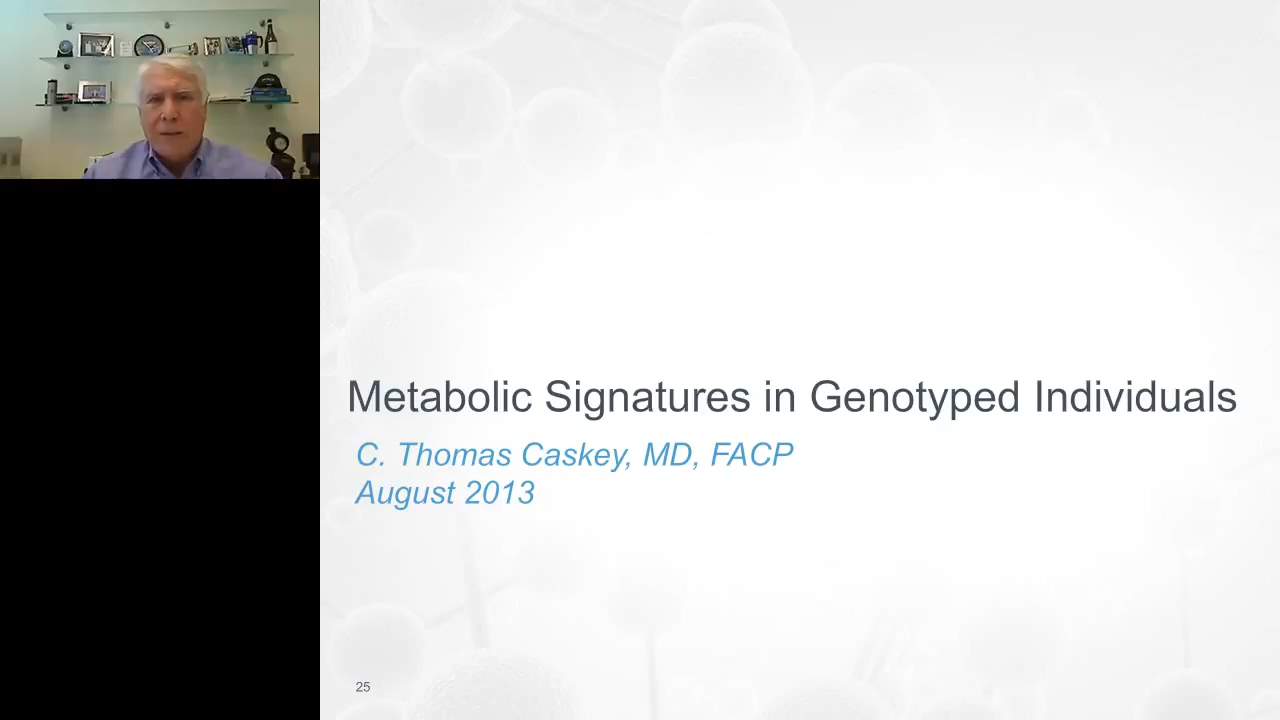 Metabolic Signatures in Genotyped Individuals
C. Thomas Caskey, MD, FACP
August 2013
25